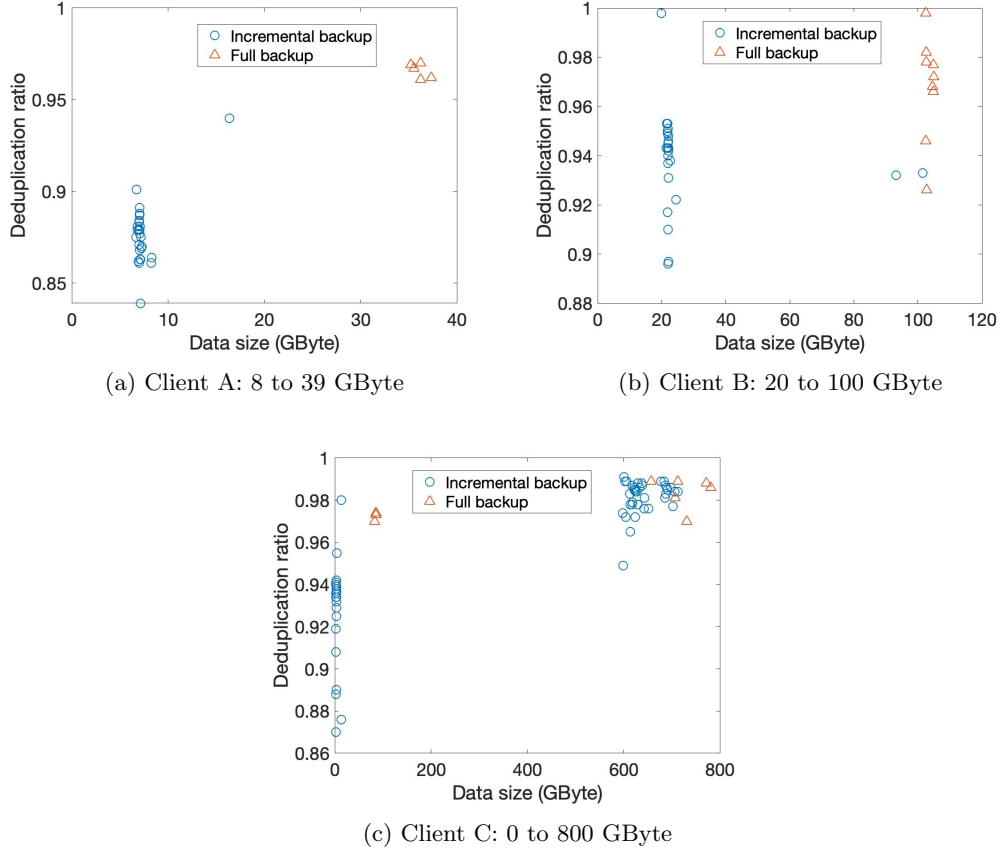 1
Incremental backup
Full backup
0.95
0.9
0.85
Deduplication ratio
0 10 20 30 40
Data size (GByte)
(a) Client A: 8 to 39 GByte
1
Incremental backup
Full backup
0.98
0.96
0.94
0.92
0.9
0.88
Deduplication ratio
0 20 40 60 80 100 120
Data size (GByte)
(b) Client B: 20 to 100 GByte
1
Incremental backup
Full backup
0.98
0.96
0.94
0.92
0.9
0.88
0.86
Deduplication ratio
0 200 400 600 800
Data size (GByte)
(c) Client C: 0 to 800 GByte